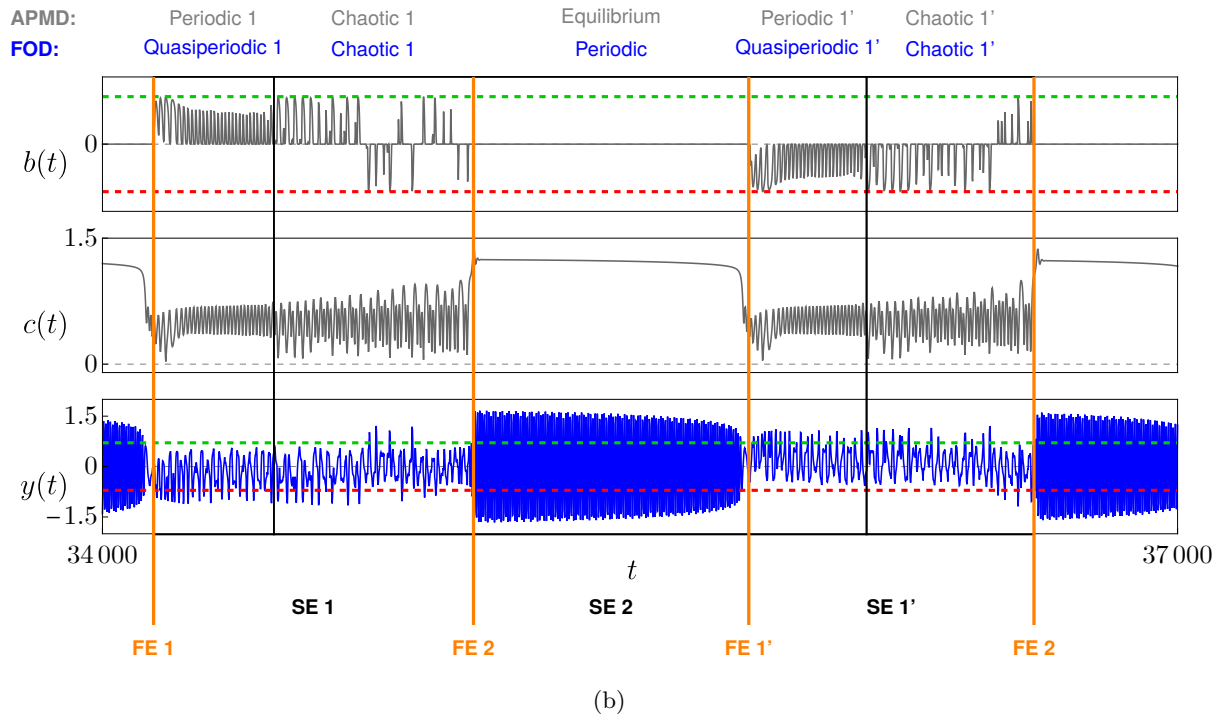 APMD: Periodic 1 Chaotic 1 Equilibrium Periodic 1' Chaotic 1'
FOD: Quasiperiodic 1 Chaotic 1 Periodic Quasiperiodic 1' Chaotic 1'
0
b(t)
1.5
c(t)
0
1.5
0
y(t)
−1.5
34 000 t 37 000
SE 1 SE 2 SE 1'
FE 1 FE 2 FE 1' FE 2
(b)